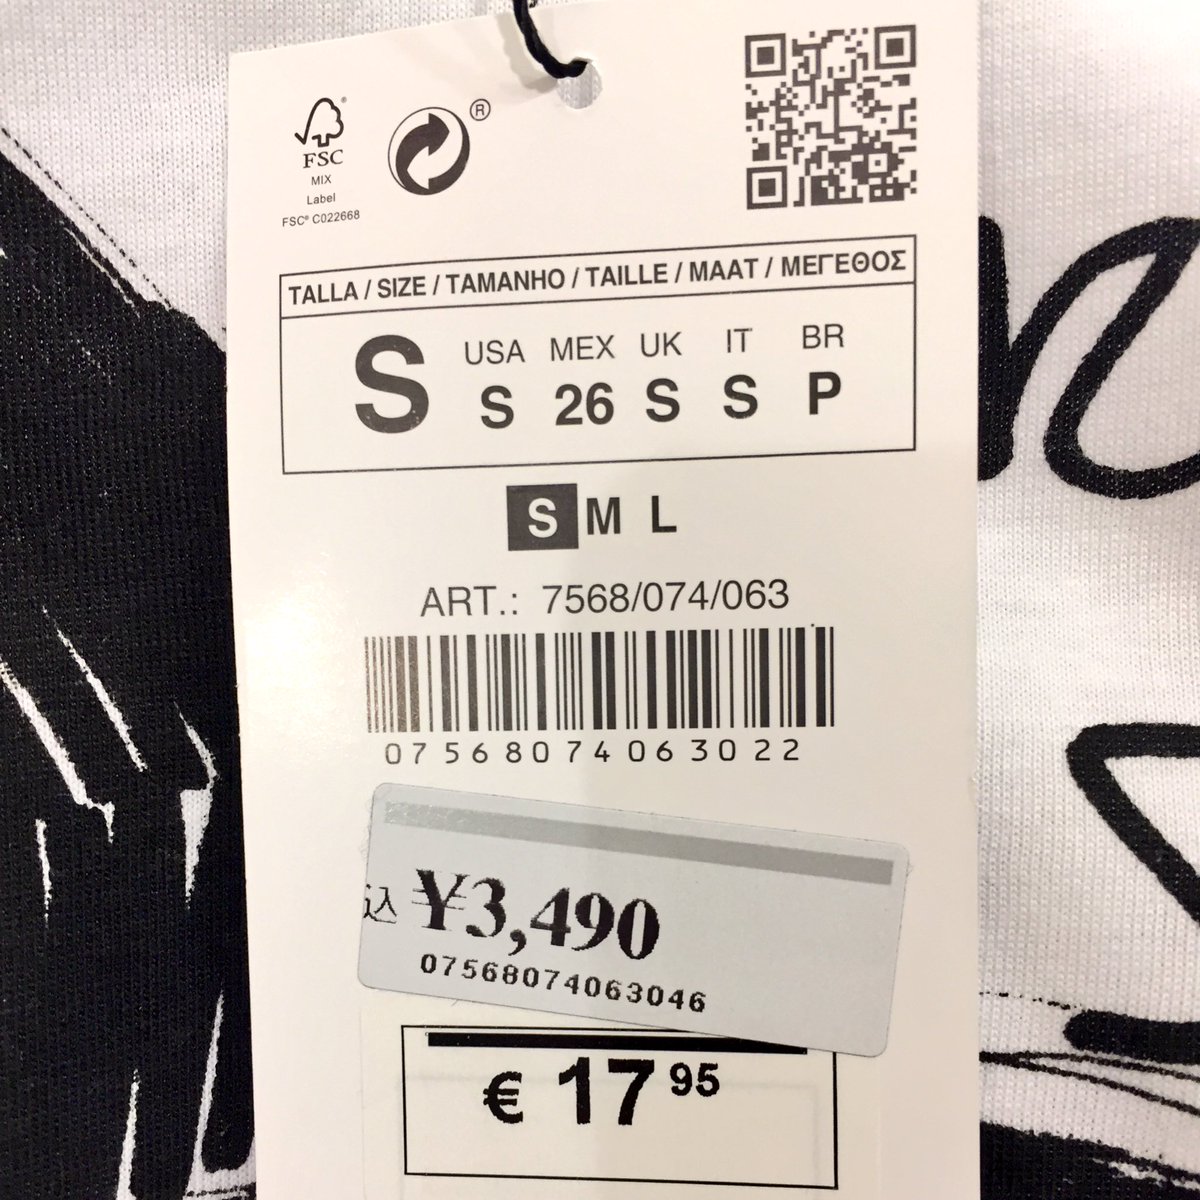 FSC ®
MIX
Label
FSC® C022668
®
TALLA / SIZE / TAMANHO / TAILLE / MAAT / ΜΕΓΕΘΟΣ
S
USA MEX UK IT BR
S 26 S S P
S M L
ART.: 7568/074/063
07568074063022
込 ¥3,490
07568074063046
€ 17 95